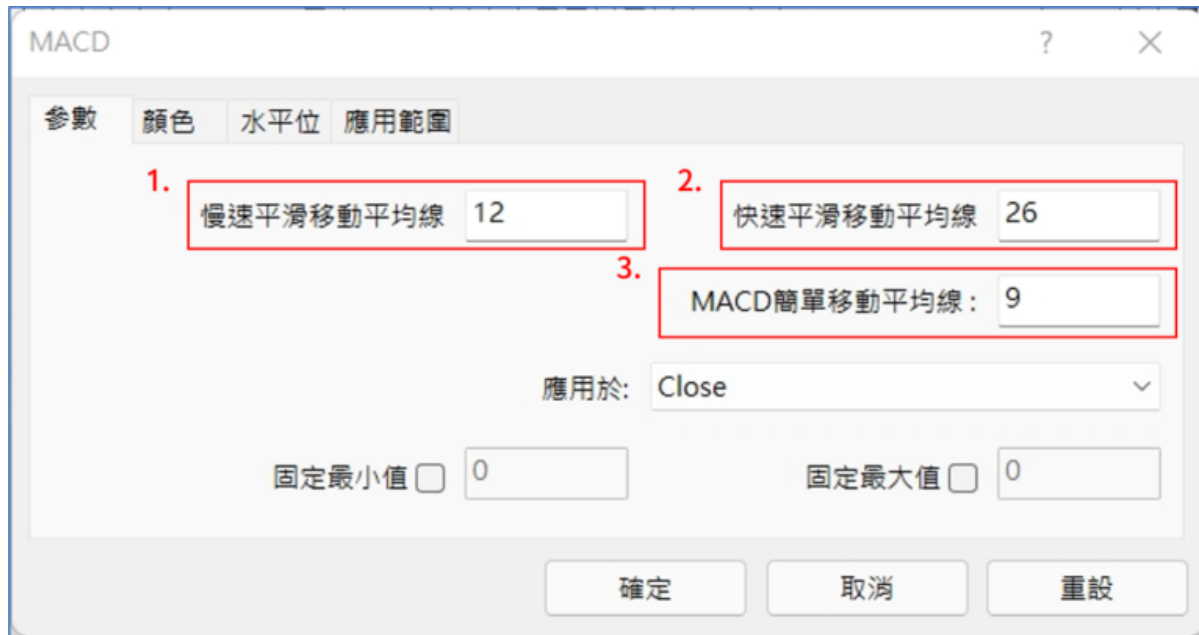 MACD ?
參數 顏色 水平位 應用範圍
1. 慢速平滑移動平均線 12 2. 快速平滑移動平均線 26
3. MACD簡單移動平均線： 9
應用於: Close
固定最小值 0 固定最大值 0
確定 取消 重設